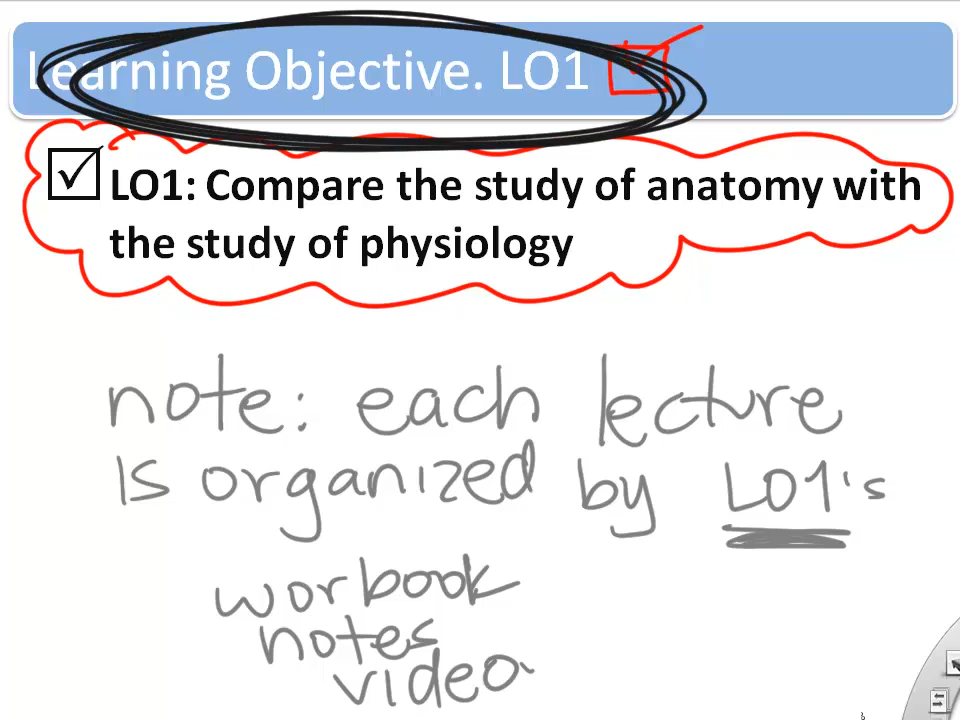 Learning Objective. LO1
LO1: Compare the study of anatomy with
the study of physiology
note: each lecture
is organized by LO1's
worbook
notes
video